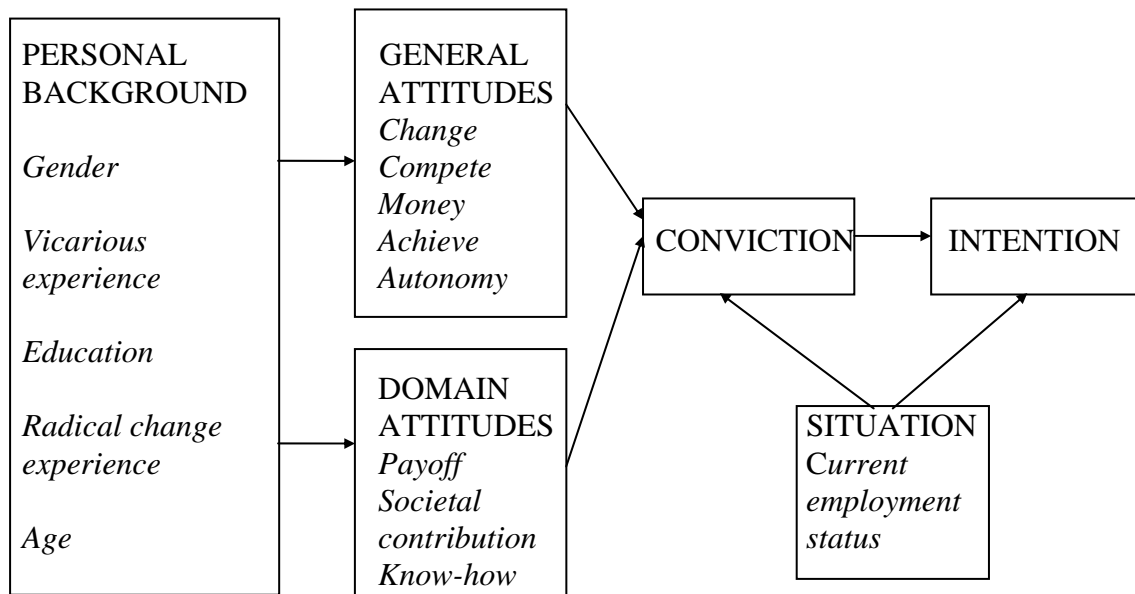 PERSONAL
BACKGROUND
Gender
Vicarious
experience
Education
Radical change
experience
Age
GENERAL
ATTITUDES
Change
Compete
Money
Achieve
Autonomy
DOMAIN
ATTITUDES
Payoff
Societal
contribution
Know-how
CONVICTION
INTENTION
SITUATION
Current
employment
status